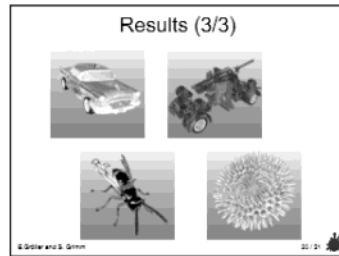 Results (3/3)
E.Gröller and S. Grimm
20 / 21